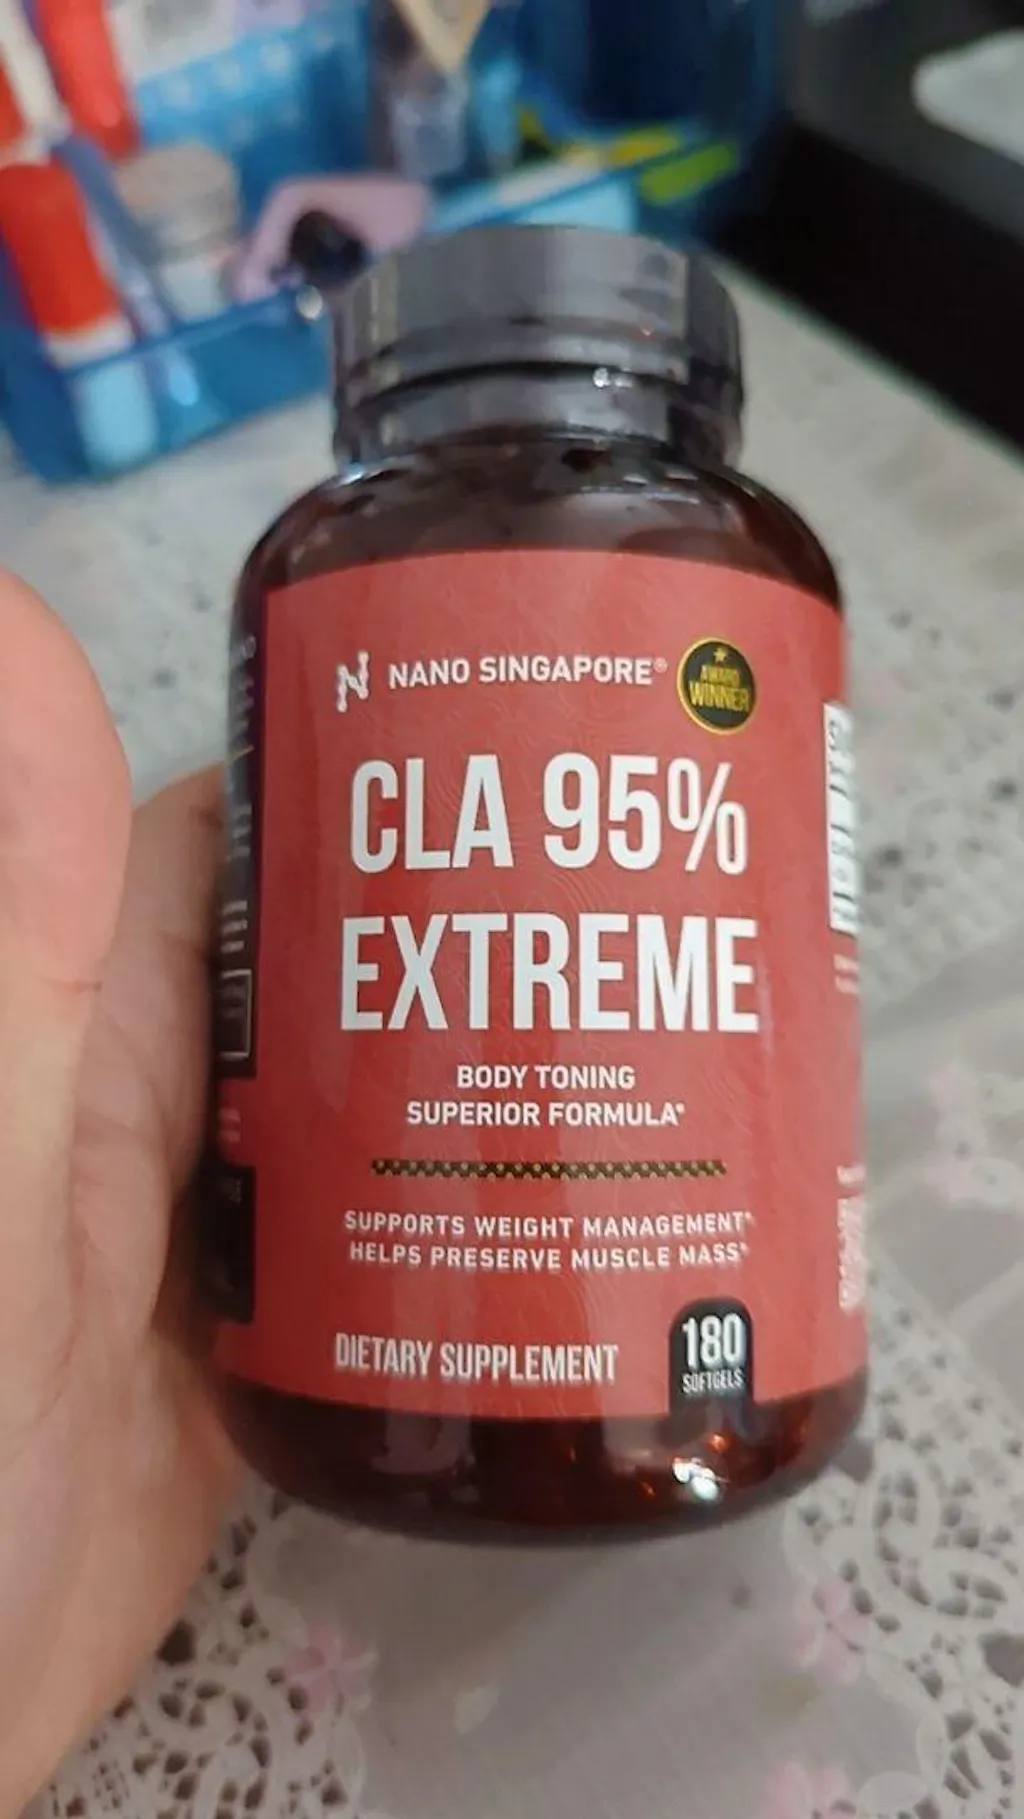 NANO SINGAPORE®
AWARD
WINNER
CLA 95%
EXTREME
BODY TONING
SUPERIOR FORMULA*
SUPPORTS WEIGHT MANAGEMENT*
HELPS PRESERVE MUSCLE MASS*
DIETARY SUPPLEMENT
180
SOFTGELS